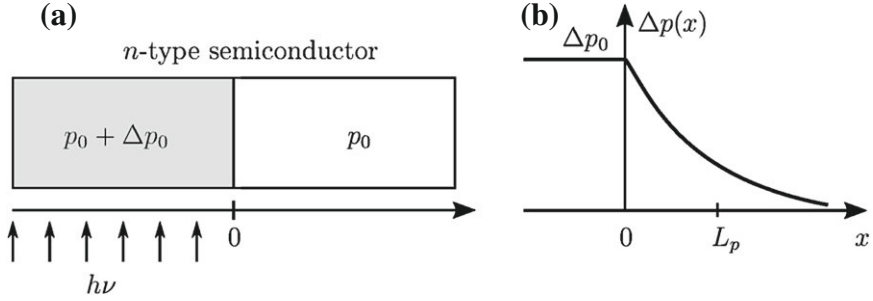 (a)
n-type semiconductor
p₀ + Δp₀
p₀
0
hν
(b)
Δp₀
Δp(x)
0
Lₚ
x